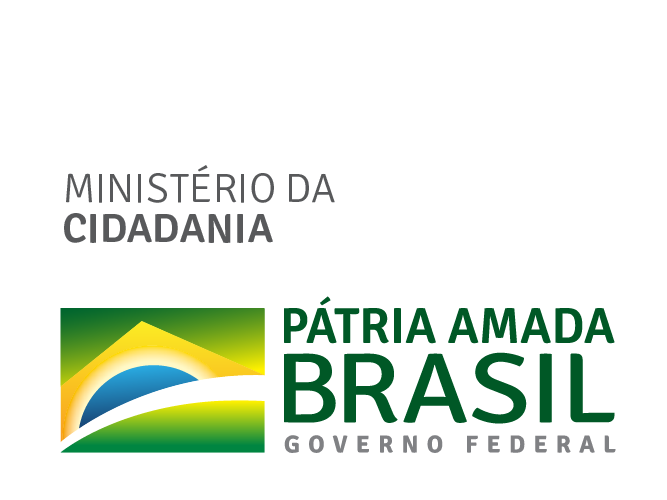 MINISTÉRIO DA
CIDADANIA
PÁTRIA AMADA
BRASIL
GOVERNO FEDERAL